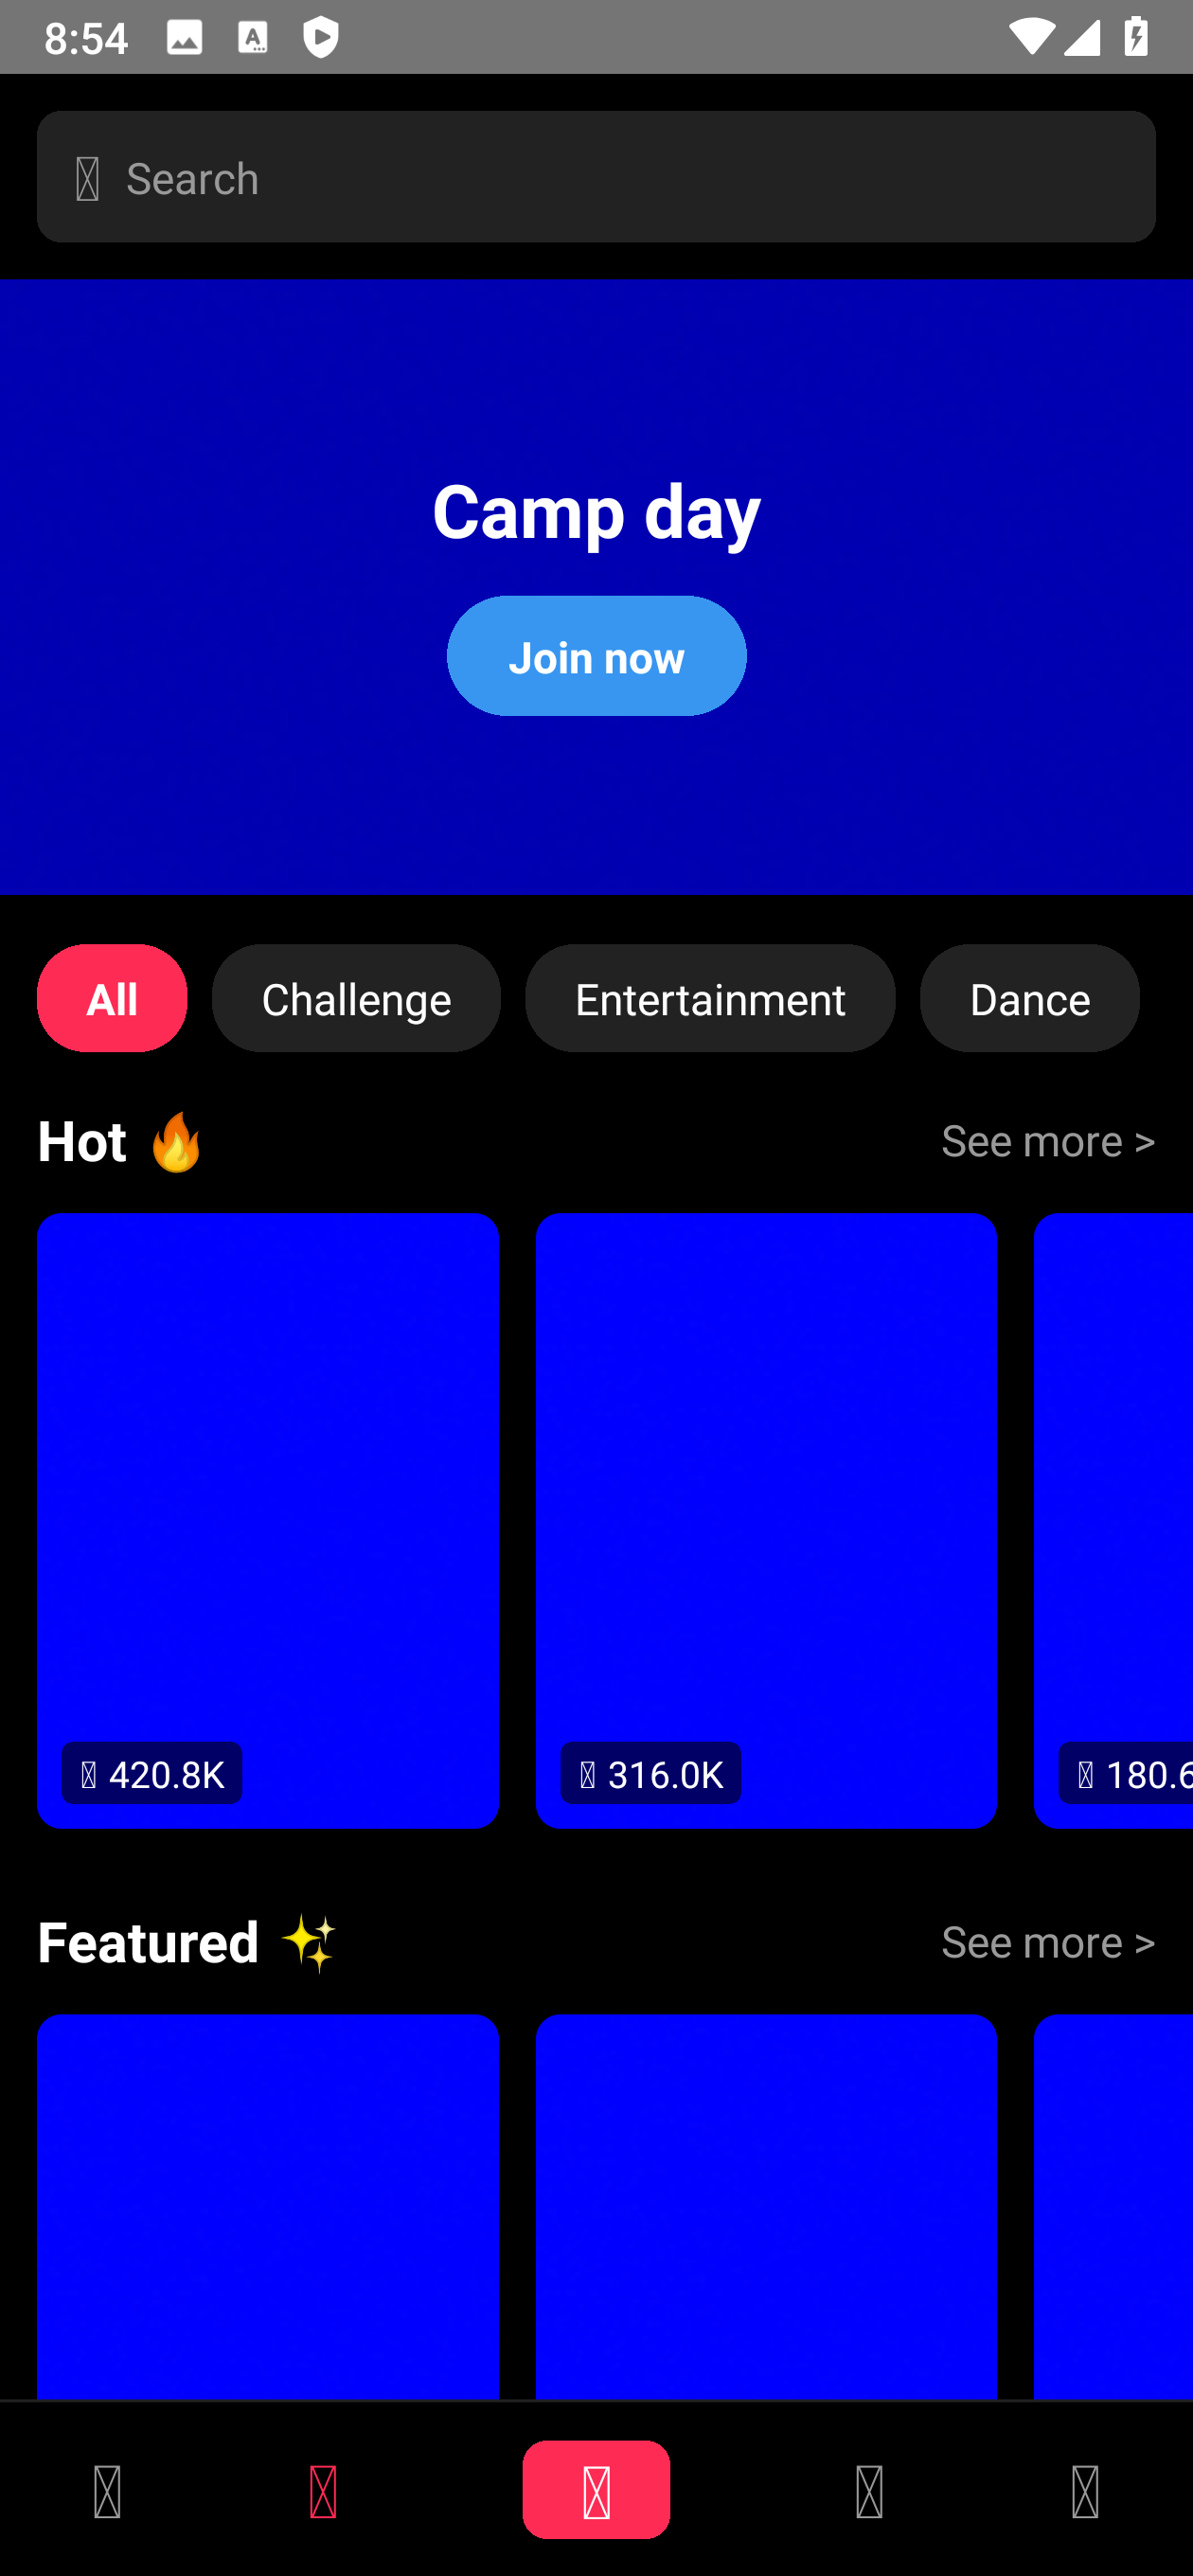 8:54
Search
Camp day
Join now
All
Challenge
Entertainment
Dance
Hot 🔥
See more >
420.8K
316.0K
180.6
Featured ✨
See more >